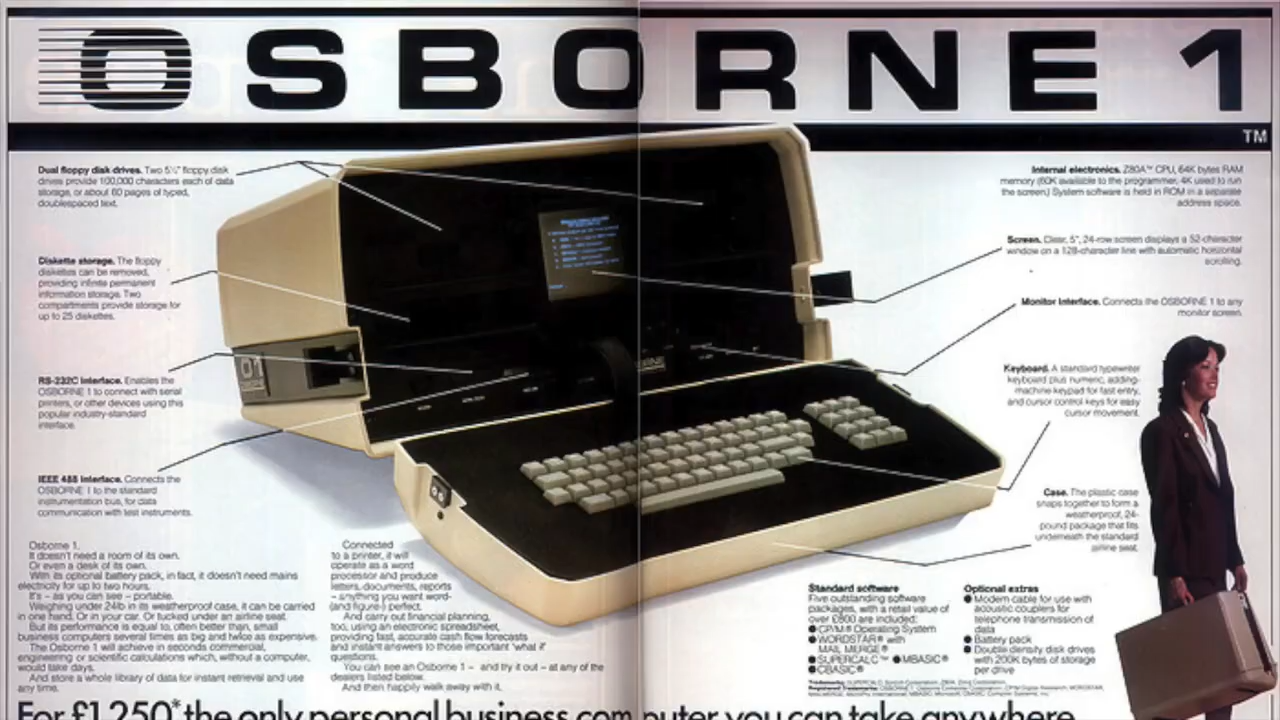 OSBORNE 1
TM
Dual floppy disk drives. Two 5¼" floppy disk
drives provide 100,000 characters each of data
storage, or about 60 pages of typed,
doublespaced text.
Diskette storage. The floppy
diskettes can be removed,
providing infinite permanent
information storage. Two
compartments provide storage for
up to 25 diskettes.
RS-232C Interface. Enables the
OSBORNE 1 to connect with serial
printers, or other devices using this
popular industry-standard
interface.
IEEE 488 Interface. Connects the
OSBORNE 1 to the standard
instrumentation bus, for data
communication with test instruments.
Internal electronics. Z80A™ CPU, 64K bytes RAM
memory (60K available to the programmer, 4K used to run
the screen.) System software is held in ROM in a separate
address space.
Screen. Clear, 5", 24-row screen displays a 52-character
window on a 128-character line with automatic horizontal
scrolling.
Monitor Interface. Connects the OSBORNE 1 to any
monitor screen.
Keyboard. A standard typewriter
keyboard plus numeric, adding-
machine keypad for fast entry,
and cursor control keys for easy
cursor movement.
Case. The plastic case
snaps together to form a
weatherproof, 24-
pound package that fits
underneath the standard
airline seat.
Osborne 1.
It doesn't need a room of its own.
Or even a desk of its own.
With its optional battery pack, in fact, it doesn't need mains
electricity for up to two hours.
It's – as you can see – portable.
Weighing under 24lb in its weatherproof case, it can be carried
in one hand. Or in your car. Or tucked under an airline seat.
But its performance is equal to, often better than, small
business computers several times as big and twice as expensive.
The Osborne 1 will achieve in seconds commercial,
engineering or scientific calculations which, without a computer,
would take days.
And store a whole library of data for instant retrieval and use
any time.
Connected
to a printer, it will
operate as a word
processor and produce
letters, documents, reports
– anything you want word-
(and figure-) perfect.
And carry out financial planning,
too, using an electronic spreadsheet,
providing fast, accurate cash flow forecasts
and instant answers to those important 'what if'
questions.
You can see an Osborne 1 – and try it out – at any of the
dealers listed below.
And then happily walk away with it.
Standard software
Five outstanding software
packages, with a retail value of
over £800 are included:
● CP/M® Operating System
● WORDSTAR® with
MAIL MERGE®
● SUPERCALC™ ● MBASIC®
● CBASIC®
Optional extras
● Modem cable for use with
acoustic couplers for
telephone transmission of
data
● Battery pack
● Double density disk drives
with 200K bytes of storage
per drive
01
For £1,250* the only personal business computer you can take anywhere